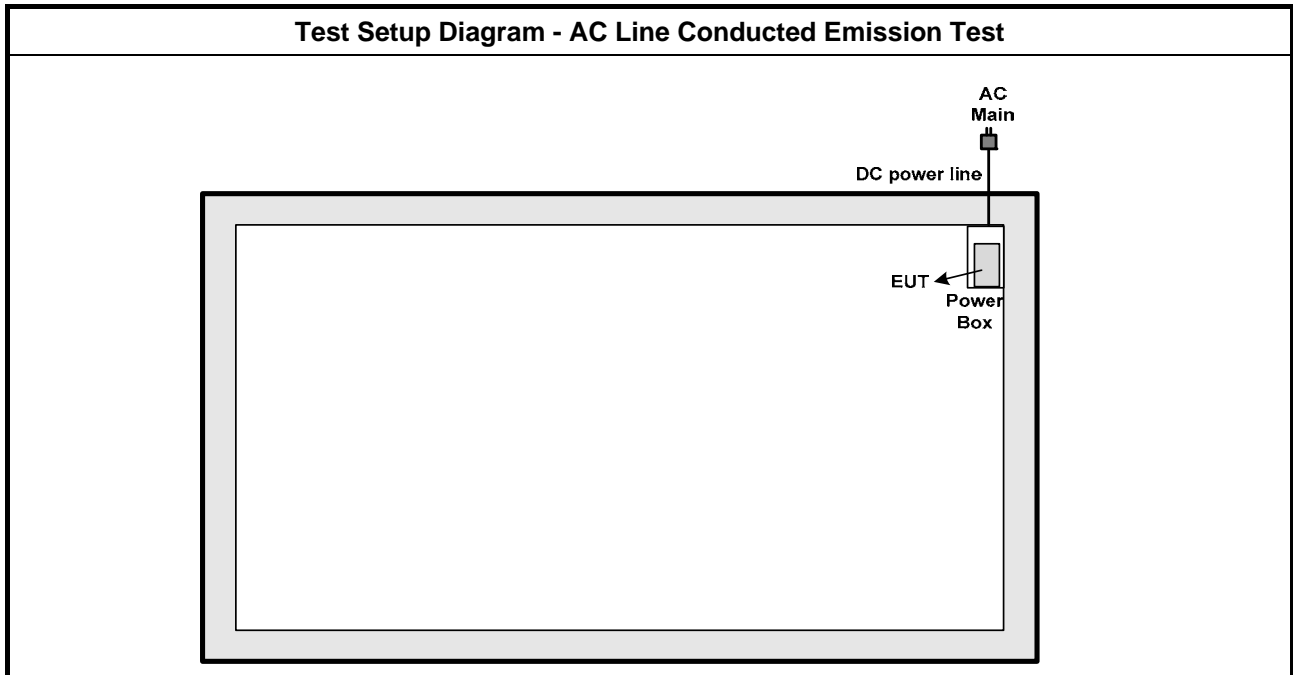 Test Setup Diagram - AC Line Conducted Emission Test
AC
Main
DC power line
EUT
Power
Box